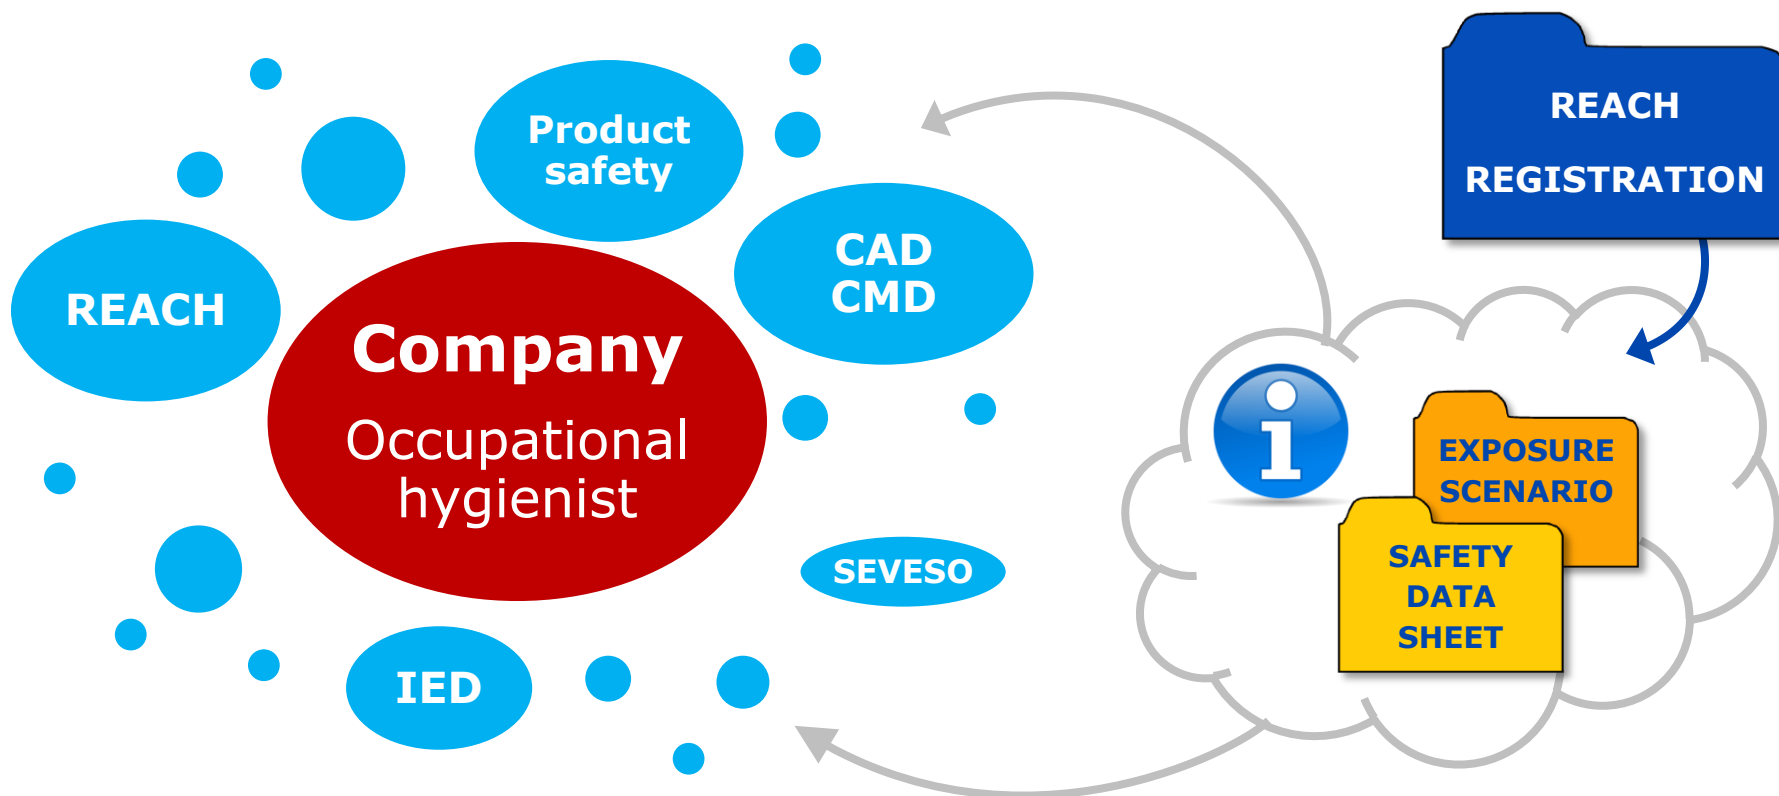 Product
safety
CAD
CMD
REACH
Company
Occupational
hygienist
SEVESO
IED
REACH
REGISTRATION
EXPOSURE
SCENARIO
SAFETY
DATA
SHEET